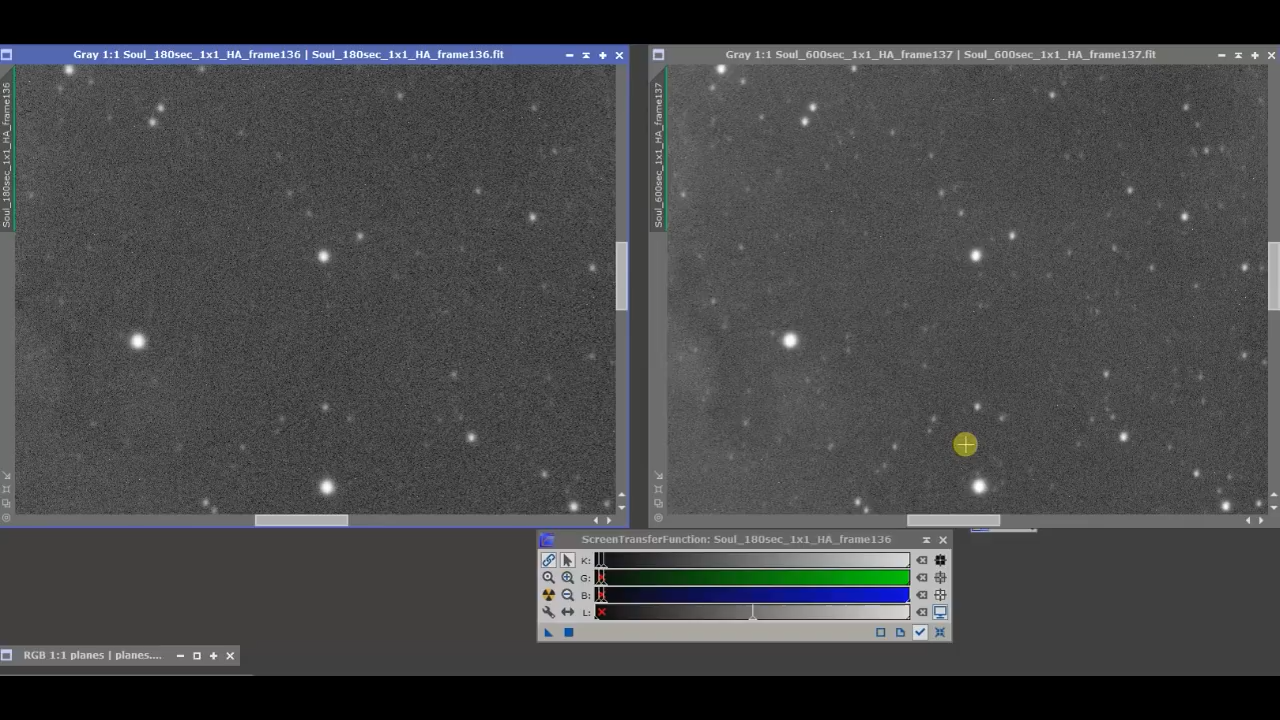 Gray 1:1 Soul_180sec_1x1_HA_frame136 | Soul_180sec_1x1_HA_frame136.fit
Soul_180sec_1x1_HA_frame136
Gray 1:1 Soul_600sec_1x1_HA_frame137 | Soul_600sec_1x1_HA_frame137.fit
Soul_600sec_1x1_HA_frame137
ScreenTransferFunction: Soul_180sec_1x1_HA_frame136
K:
G:
B:
L:
RGB 1:1 planes | planes....